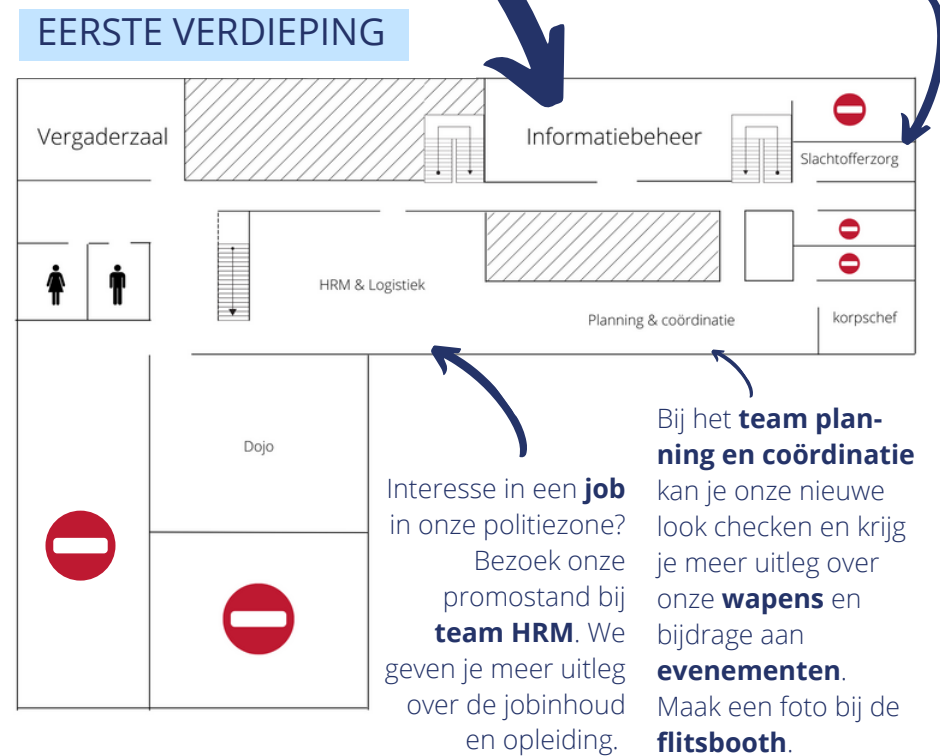 EERSTE VERDIEPING
Vergaderzaal
Informatiebeheer
Slachtofferzorg
HRM & Logistiek
Planning & coördinatie
korpschef
Dojo
Interesse in een job
in onze politiezone?
Bezoek onze
promostand bij
team HRM. We
geven je meer uitleg
over de jobinhoud
en opleiding.
Bij het team plan-
ning en coördinatie
kan je onze nieuwe
look checken en krijg
je meer uitleg over
onze wapens en
bijdrage aan
evenementen.
Maak een foto bij de
flitsbooth.